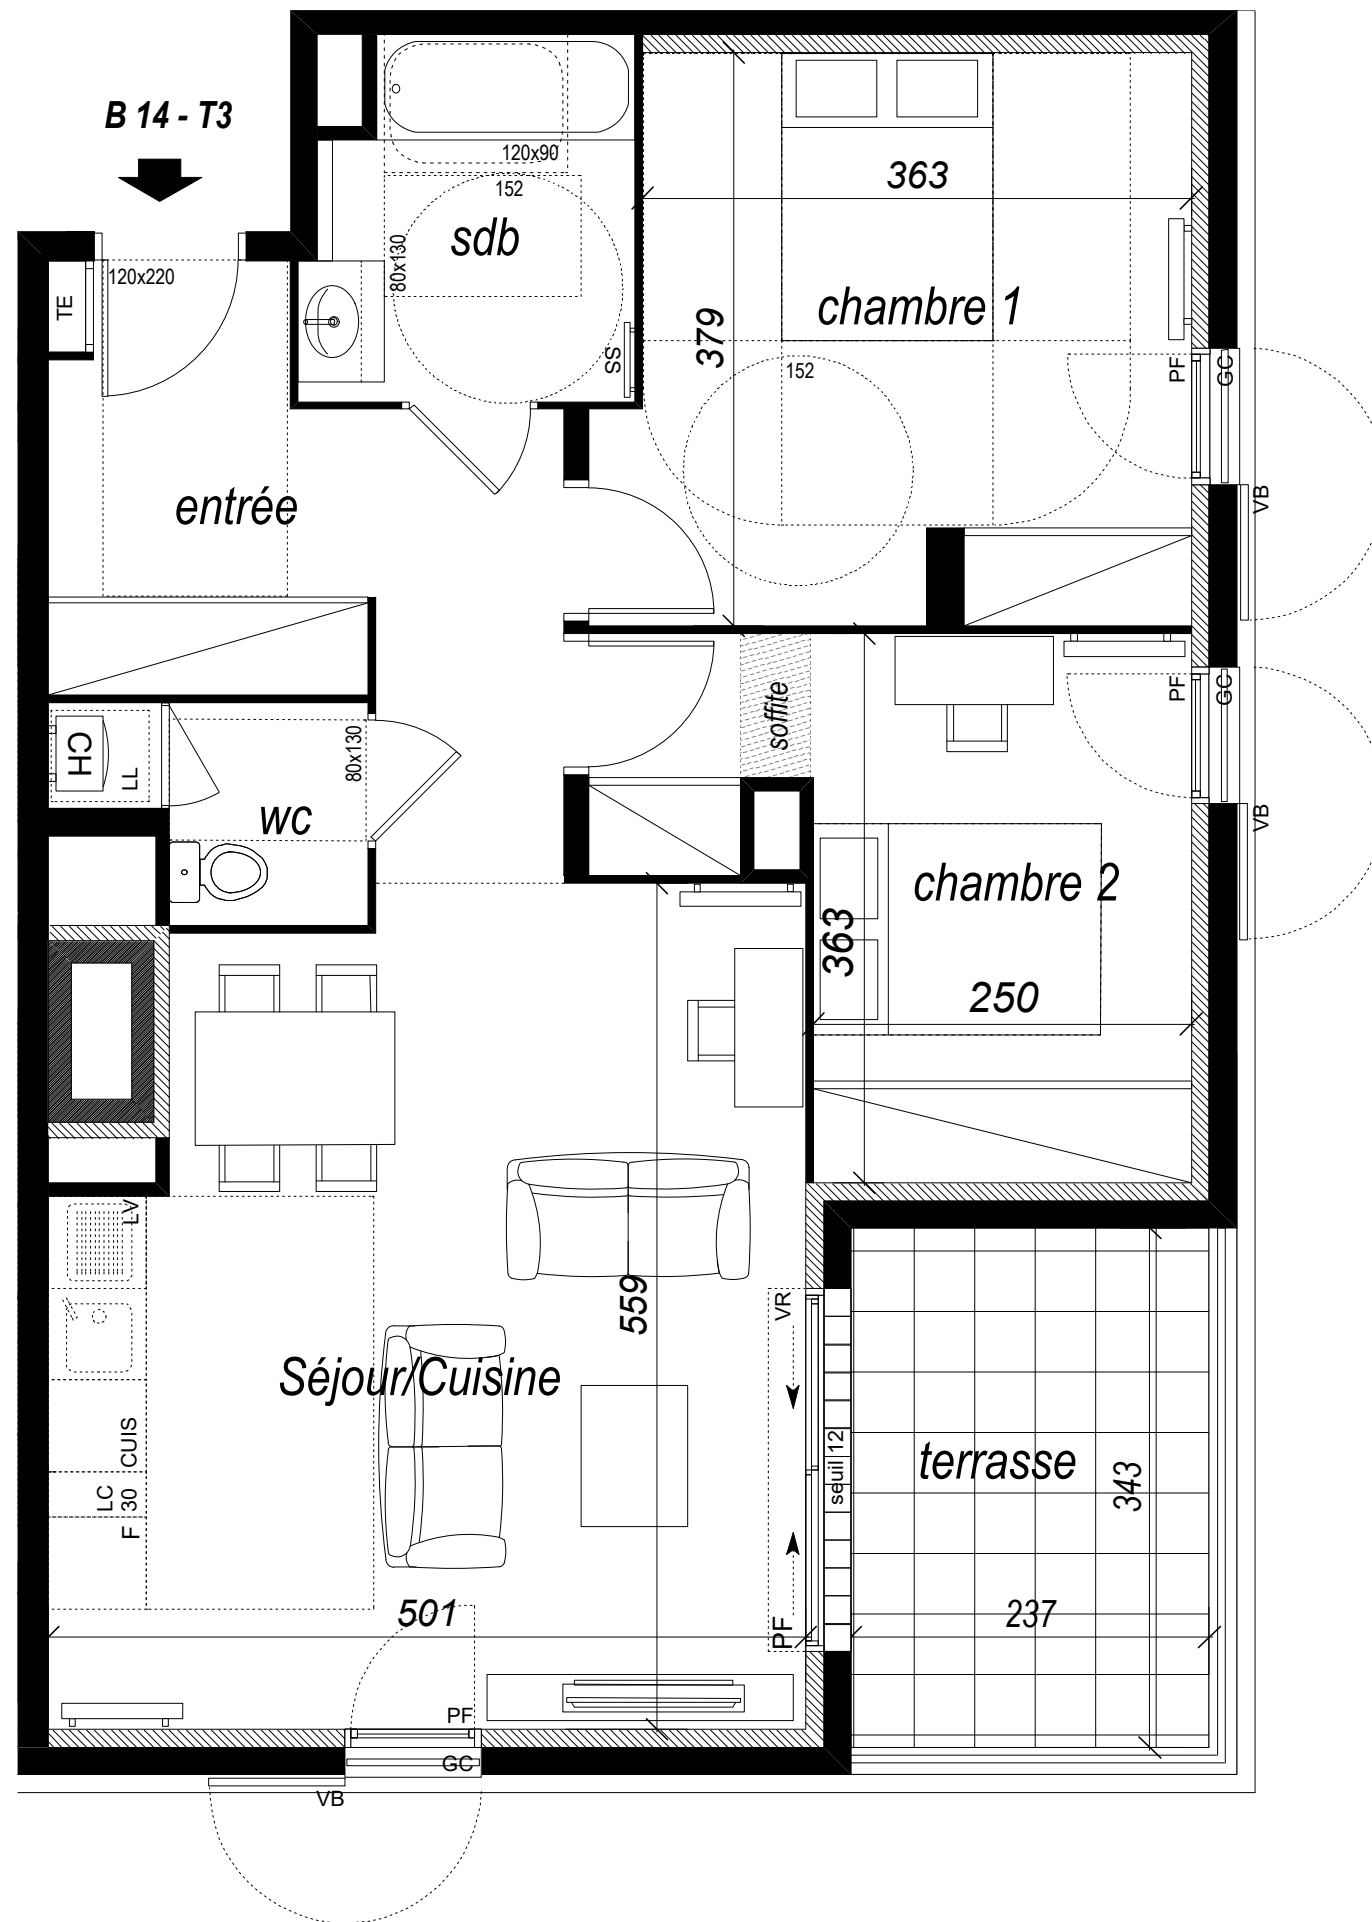 B 14 - T3
120x90
152
363
sdb
120x220
80x130
TE
chambre 1
379
SS
152
PF
GC
entrée
VB
soffite
PF
GC
CH
LL
80x130
wc
VB
chambre 2
363
250
LV
559
VR
Séjour/Cuisine
CUIS
seuil 12
terrasse
343
LC
30
F
501
237
PF
PF
GC
VB